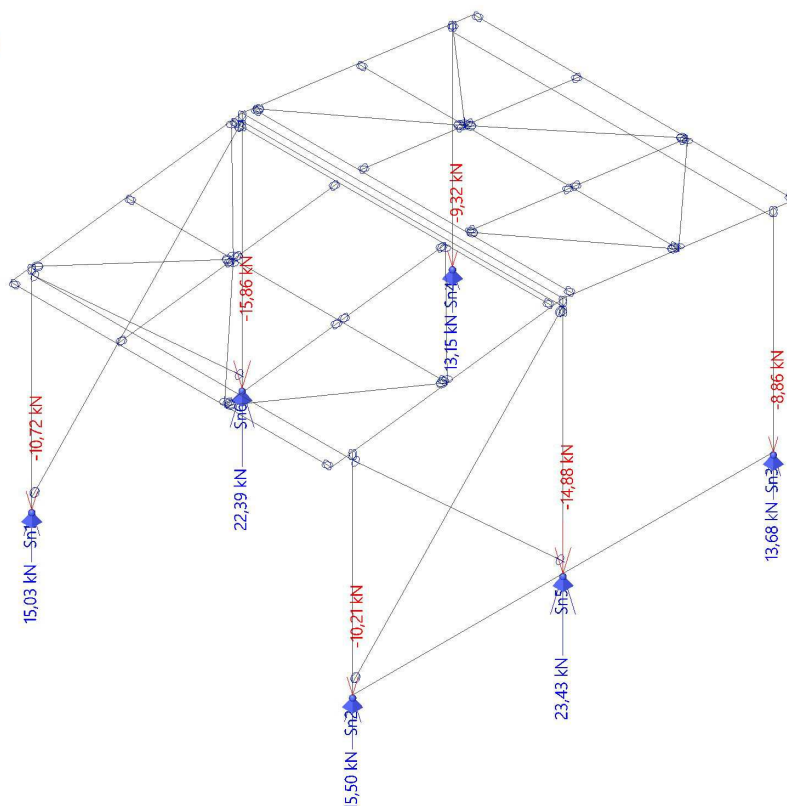 -9,32 kN
13,15 kN Sn4
-15,86 kN
Sn6
22,39 kN
-8,86 kN
13,68 kN Sn3
-10,72 kN
15,03 kN Sn1
-14,88 kN
Sn5
23,43 kN
-10,21 kN
15,50 kN Sn2